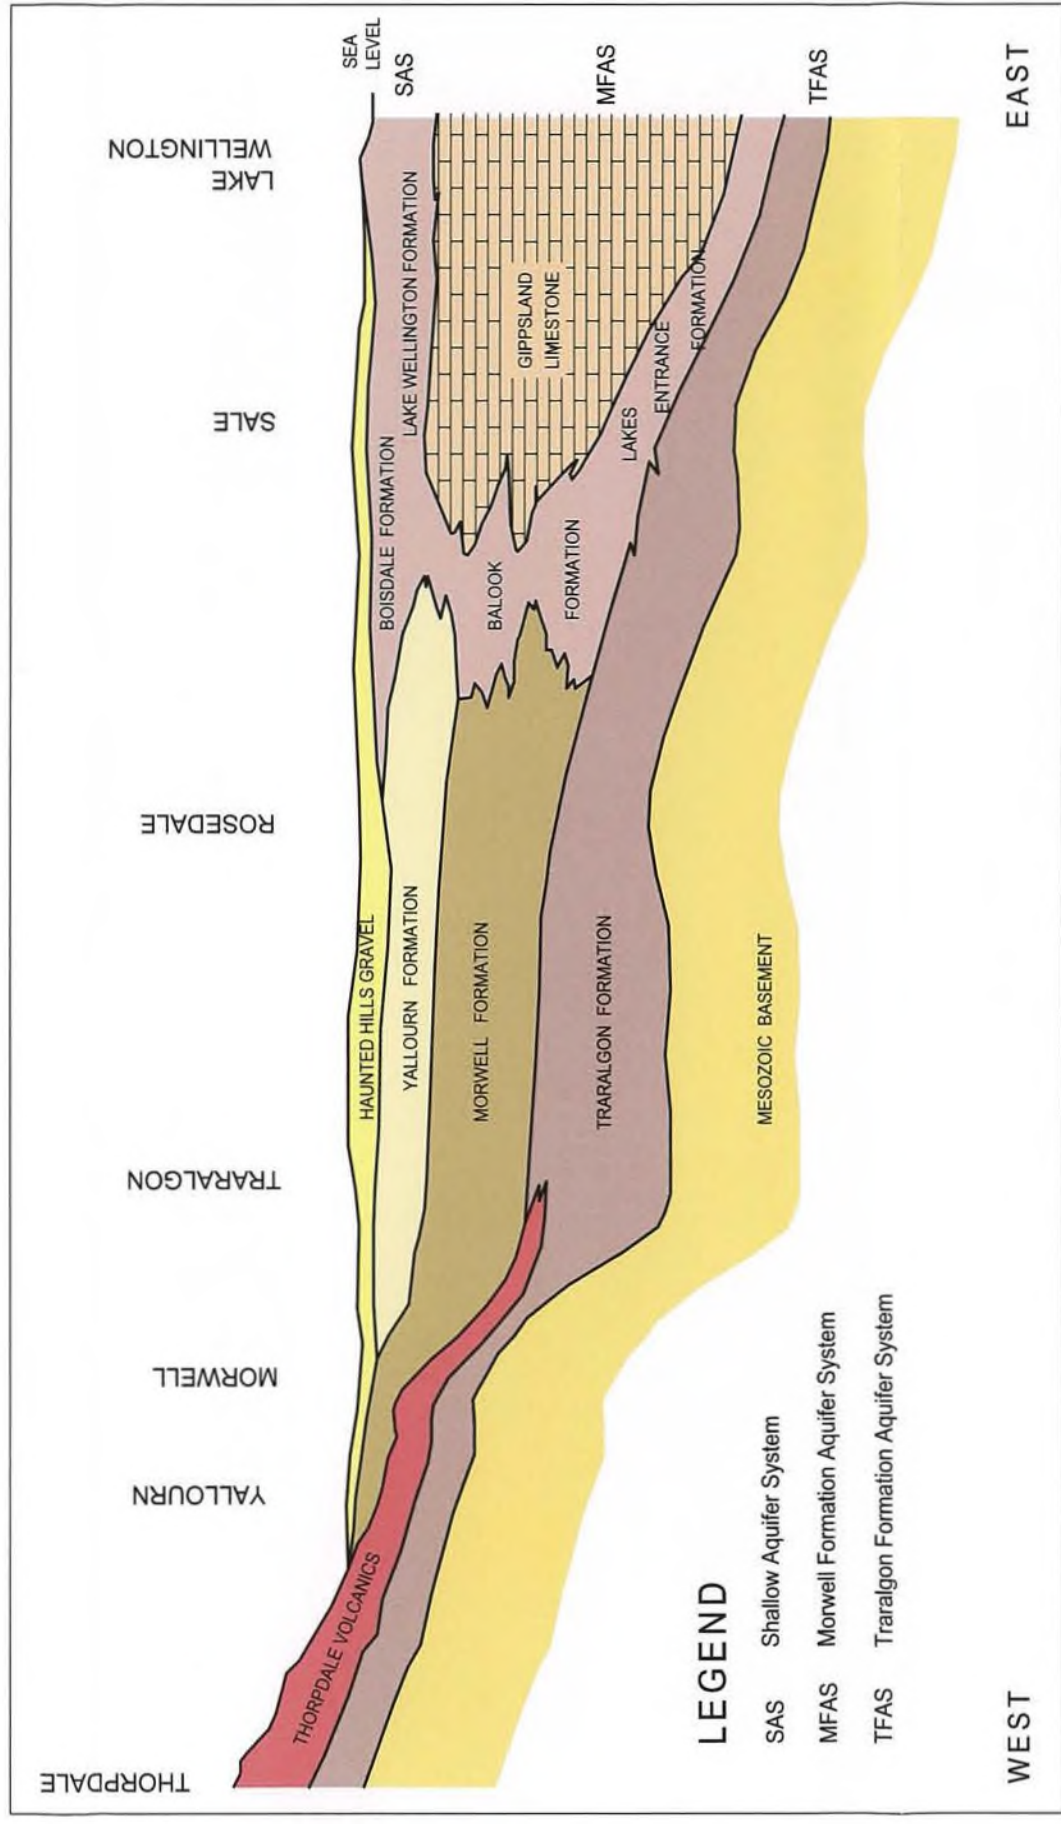 THORPDALE
YALLOURN
MORWELL
TRARALGON
ROSEDALE
SALE
LAKE
WELLINGTON
SEA
LEVEL
SAS
MFAS
TFAS
HAUNTED HILLS GRAVEL
BOISDALE FORMATION
LAKE WELLINGTON FORMATION
YALLOURN FORMATION
MORWELL FORMATION
BALOOK
FORMATION
GIPPSLAND
LIMESTONE
LAKES
ENTRANCE
FORMATION
THORPDALE VOLCANICS
TRARALGON FORMATION
MESOZOIC BASEMENT
LEGEND
SAS Shallow Aquifer System
MFAS Morwell Formation Aquifer System
TFAS Traralgon Formation Aquifer System
WEST
EAST